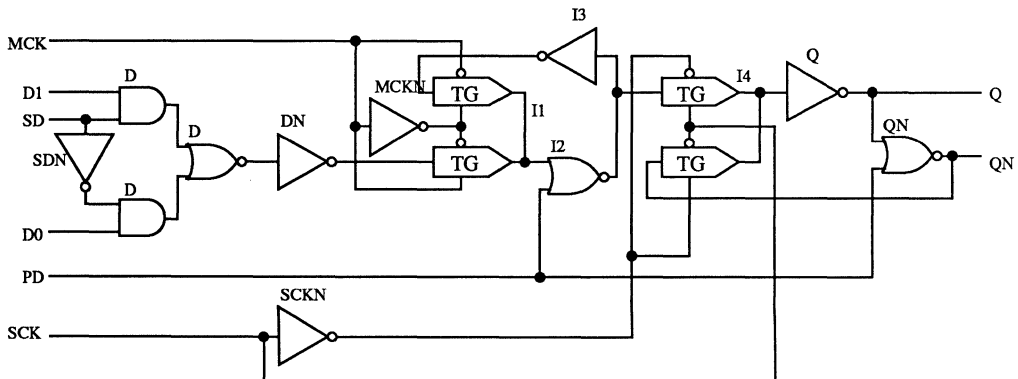 I3
MCK
Q
D
MCKN
I4
TG
TG
D1
Q
I1
SD
D
DN
QN
I2
SDN
TG
TG
QN
D
D0
PD
SCKN
SCK